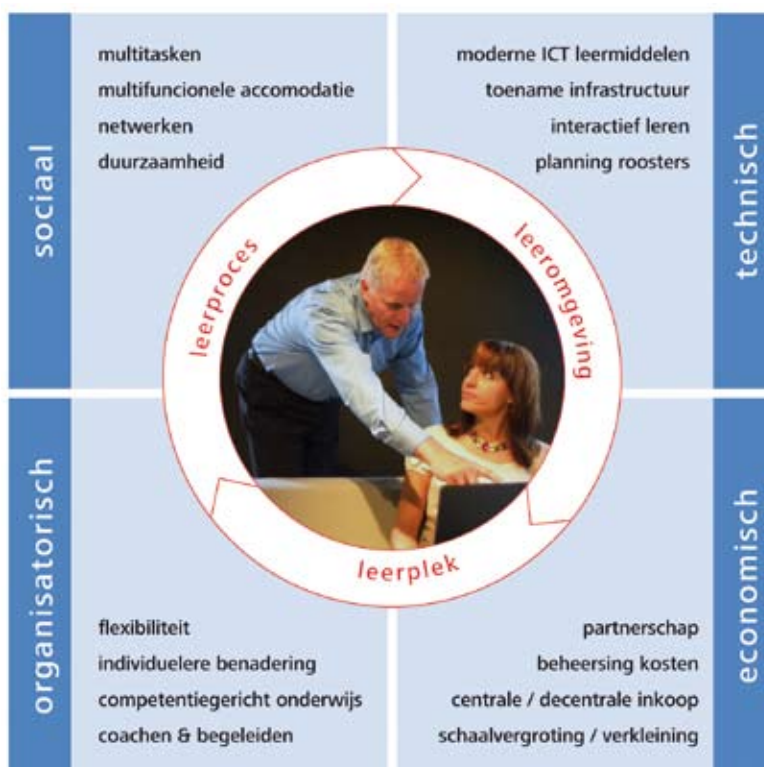 sociaal
multitasken
multifuncionele accomodatie
netwerken
duurzaamheid
moderne ICT leermiddelen
toename infrastructuur
interactief leren
planning roosters
technisch
leerproces
leeromgeving
leerplek
organisatorisch
flexibiliteit
individuelere benadering
competentiegericht onderwijs
coachen & begeleiden
partnerschap
beheersing kosten
centrale / decentrale inkoop
schaalvergroting / verkleining
economisch